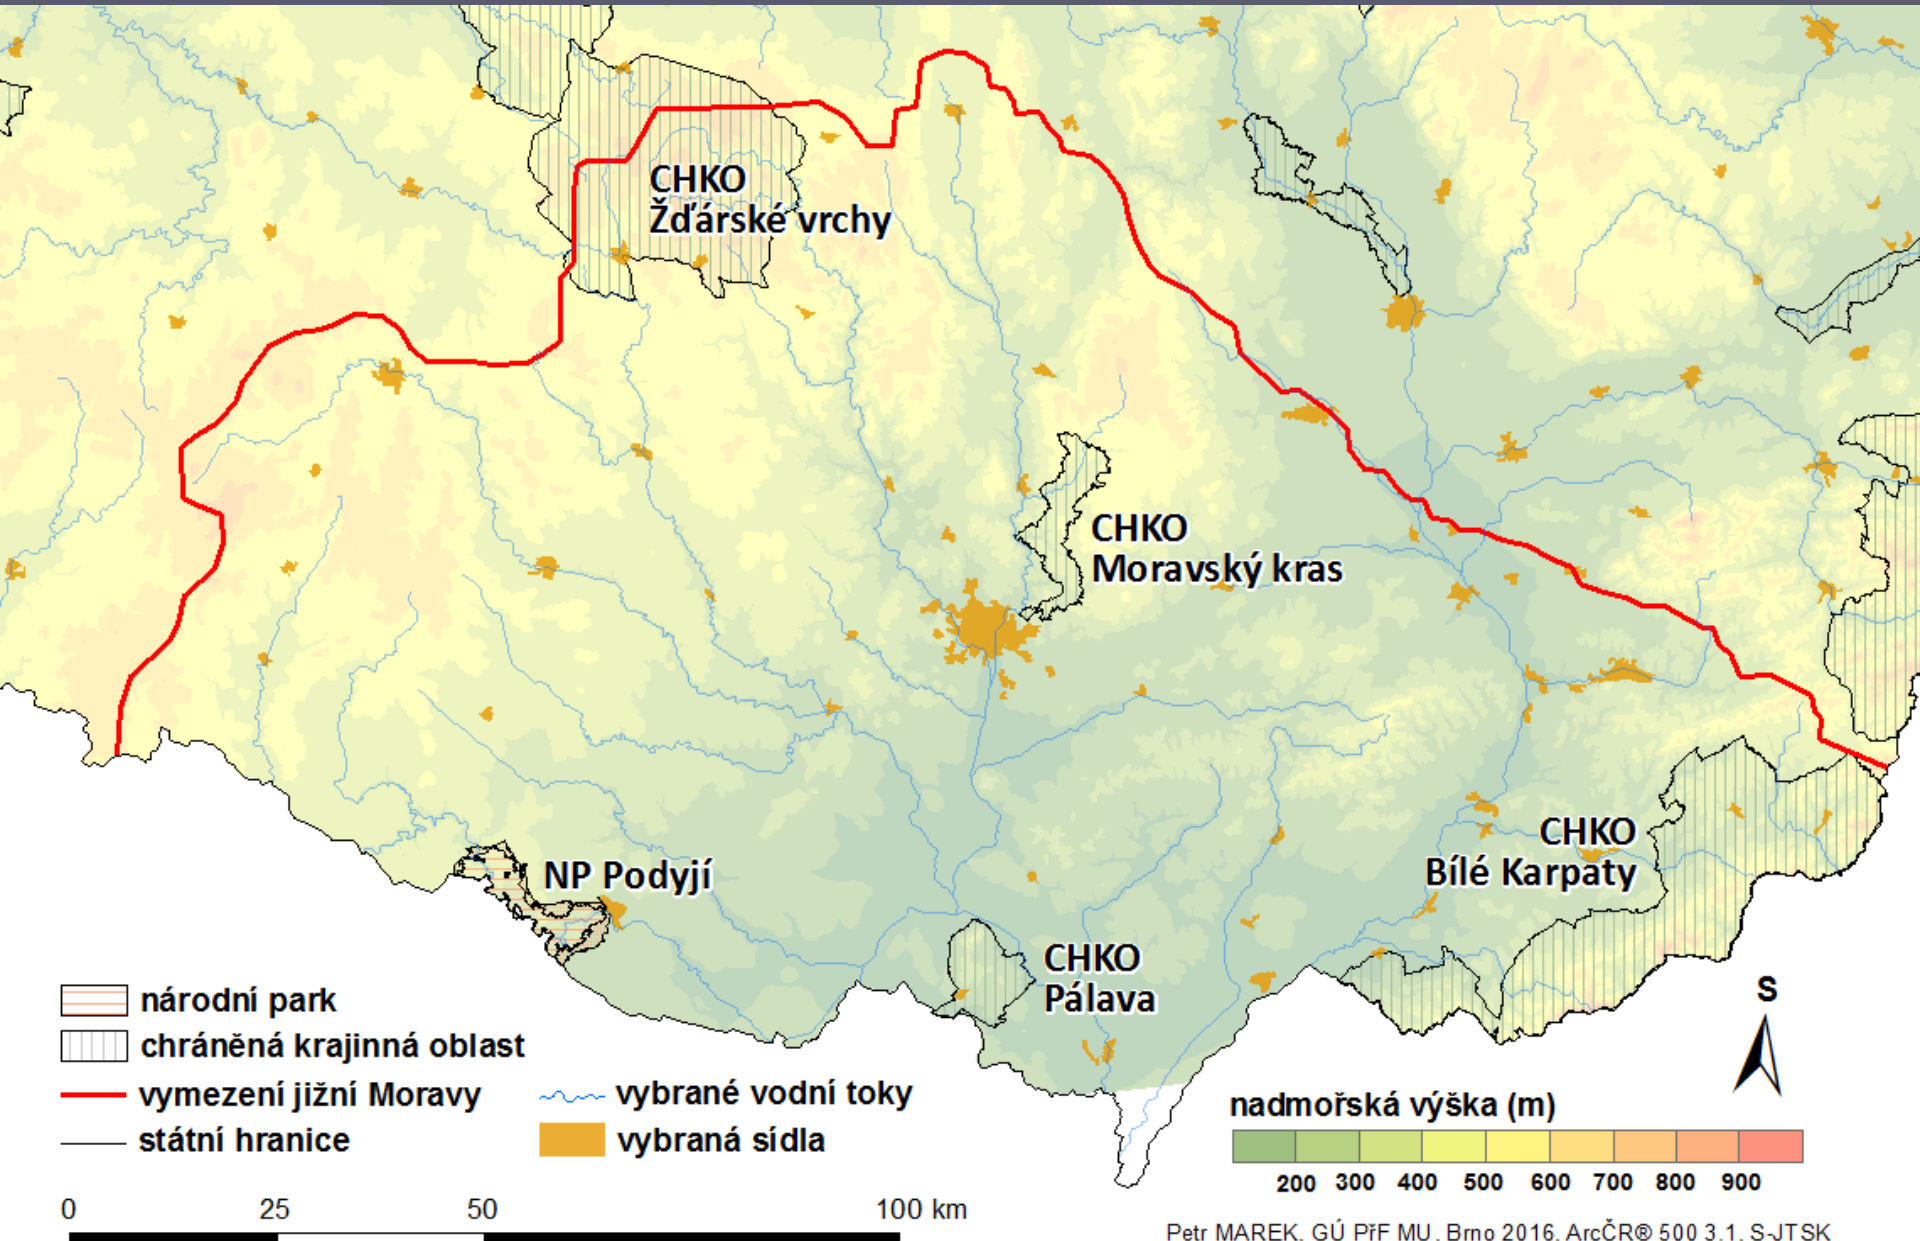 CHKO
Žďárské vrchy
CHKO
Moravský kras
CHKO
Bílé Karpaty
NP Podyjí
CHKO
Pálava
národní park
chráněná krajinná oblast
vymezení jižní Moravy
státní hranice
vybrané vodní toky
vybraná sídla
S
nadmořská výška (m)
200 300 400 500 600 700 800 900
0 25 50 100 km
Petr MAREK, GÚ PřF MU, Brno 2016, ArcČR® 500 3.1, S-JTSK